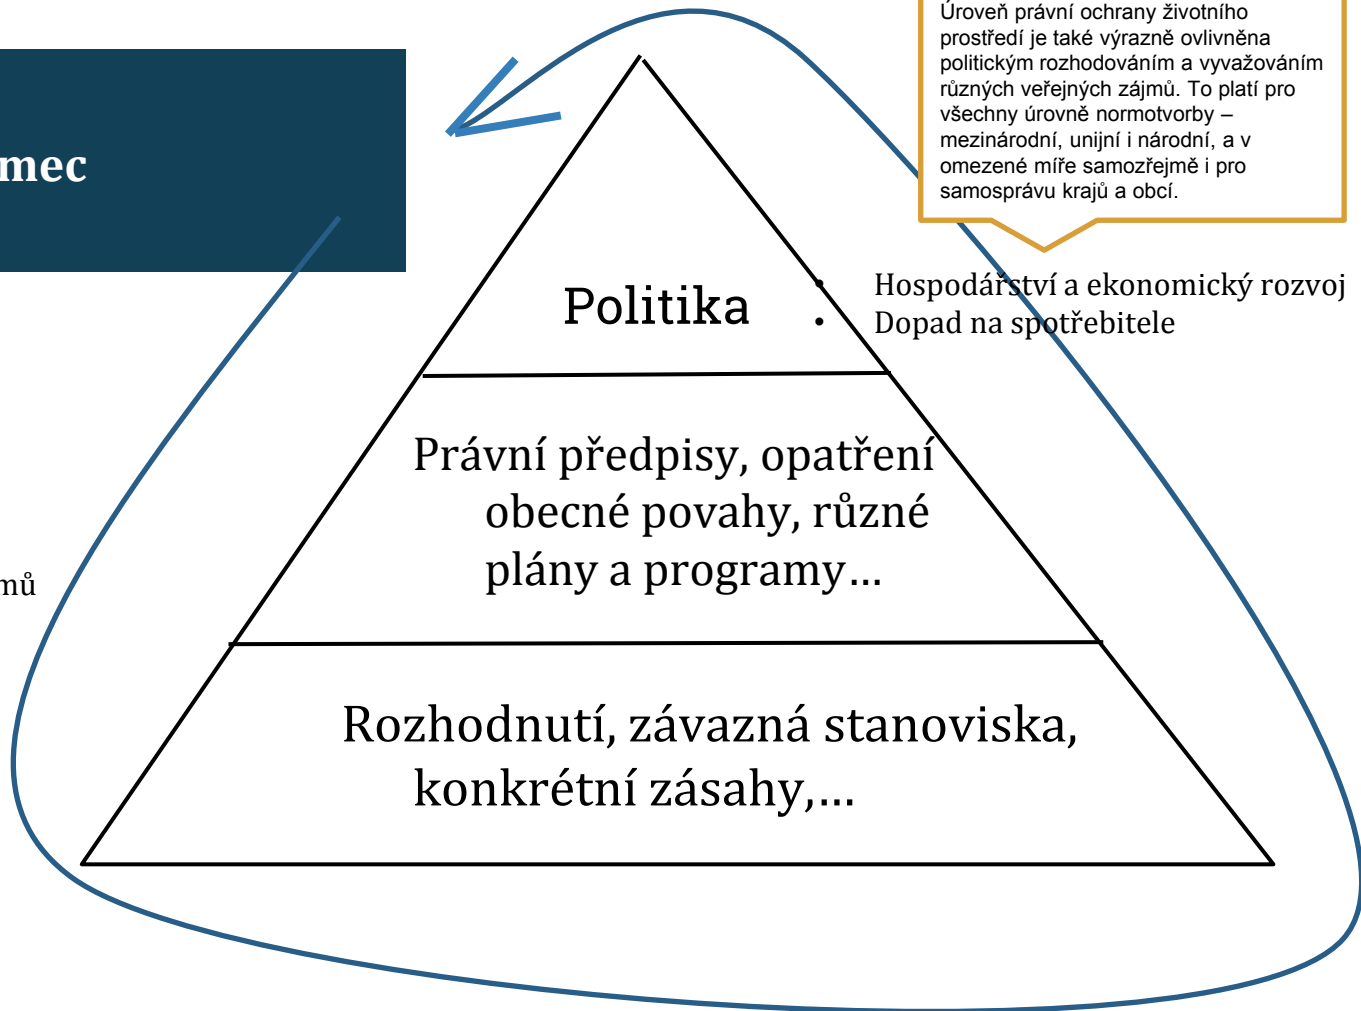 Úroveň právní ochrany životního
prostředí je také výrazně ovlivněna
politickým rozhodováním a vyvažováním
různých veřejných zájmů. To platí pro
všechny úrovně normotvorby –
mezinárodní, unijní i národní, a v
omezené míře samozřejmě i pro
samosprávu krajů a obcí.
mec
Politika
• Hospodářství a ekonomický rozvoj
• Dopad na spotřebitele
Právní předpisy, opatření
obecné povahy, různé
plány a programy…
mů
Rozhodnutí, závazná stanoviska,
konkrétní zásahy,…